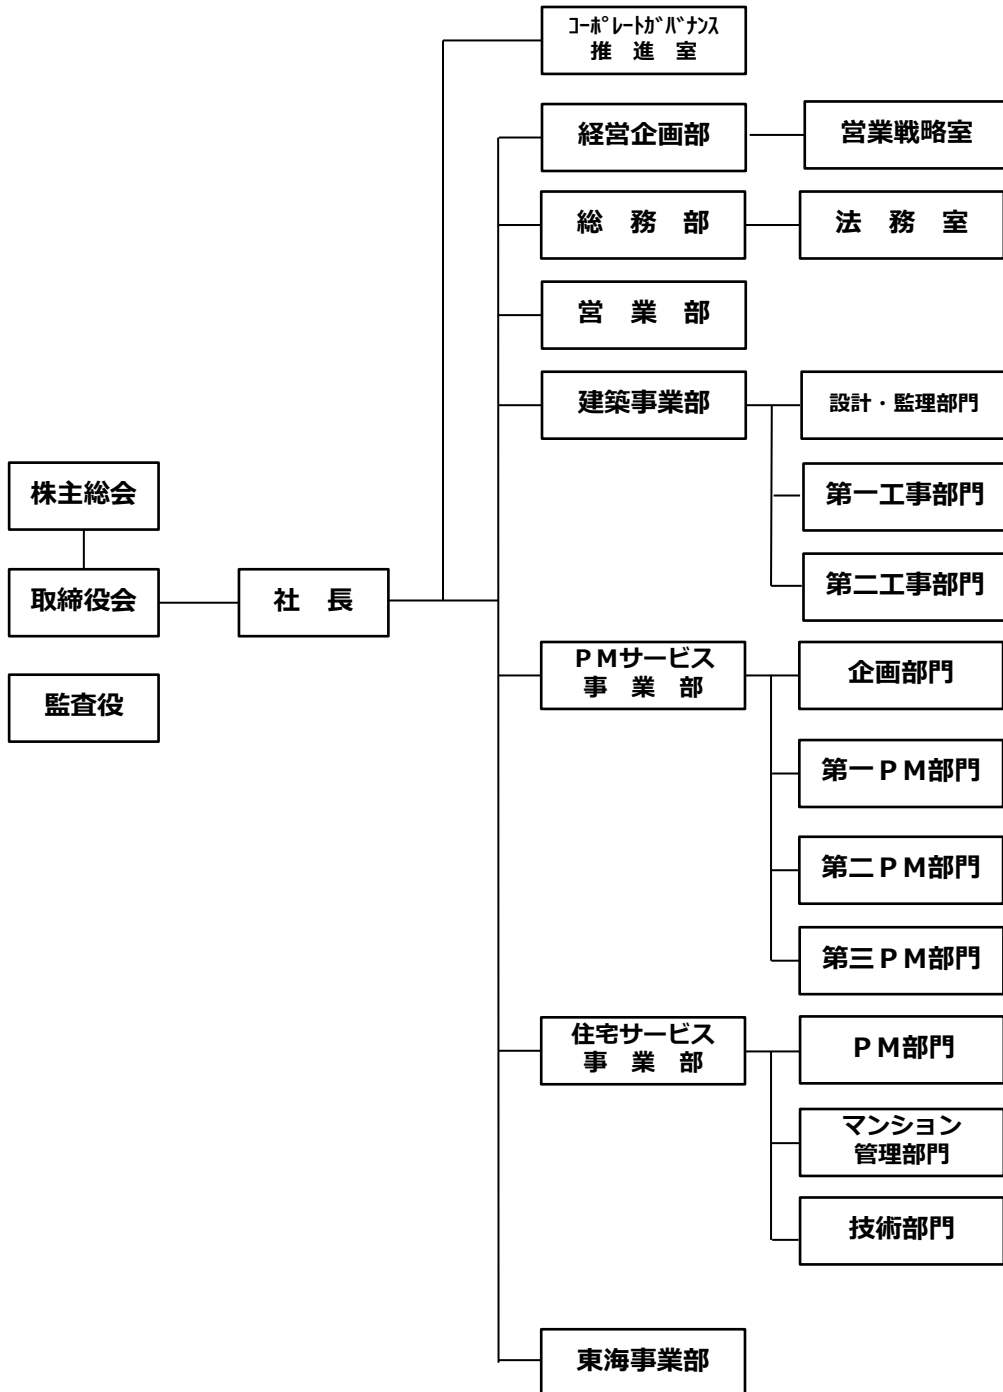 コーポレートガバナンス
推 進 室
経営企画部
営業戦略室
総 務 部
法 務 室
営 業 部
建築事業部
設計・監理部門
第一工事部門
第二工事部門
株主総会
取締役会
社 長
監査役
PMサービス
事 業 部
企画部門
第一PM部門
第二PM部門
第三PM部門
住宅サービス
事 業 部
PM部門
マンション
管理部門
技術部門
東海事業部